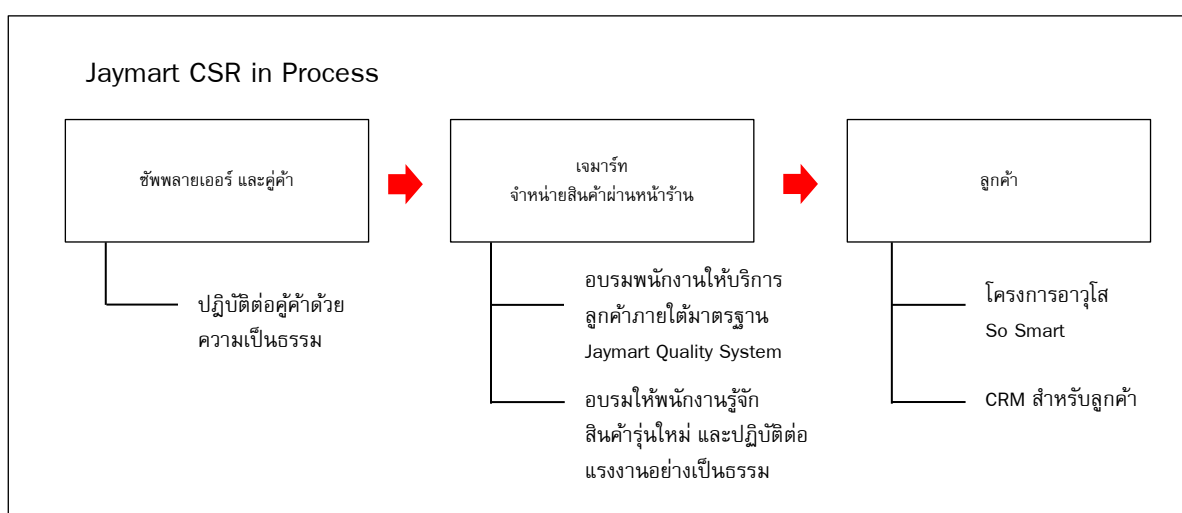 Jaymart CSR in Process
ซัพพลายเออร์ และคู่ค้า
เจมาร์ท
จำหน่ายสินค้าผ่านหน้าร้าน
ลูกค้า
ปฎิบัติต่อคู้ค้าด้วย
ความเป็นธรรม
อบรมพนักงานให้บริการ
ลูกค้าภายใต้มาตรฐาน
Jaymart Quality System
อบรมให้พนักงานรู้จัก
สินค้ารุ่นใหม่ และปฏิบัติต่อ
แรงงานอย่างเป็นธรรม
โครงการอาวุโส
So Smart
CRM สำหรับลูกค้า